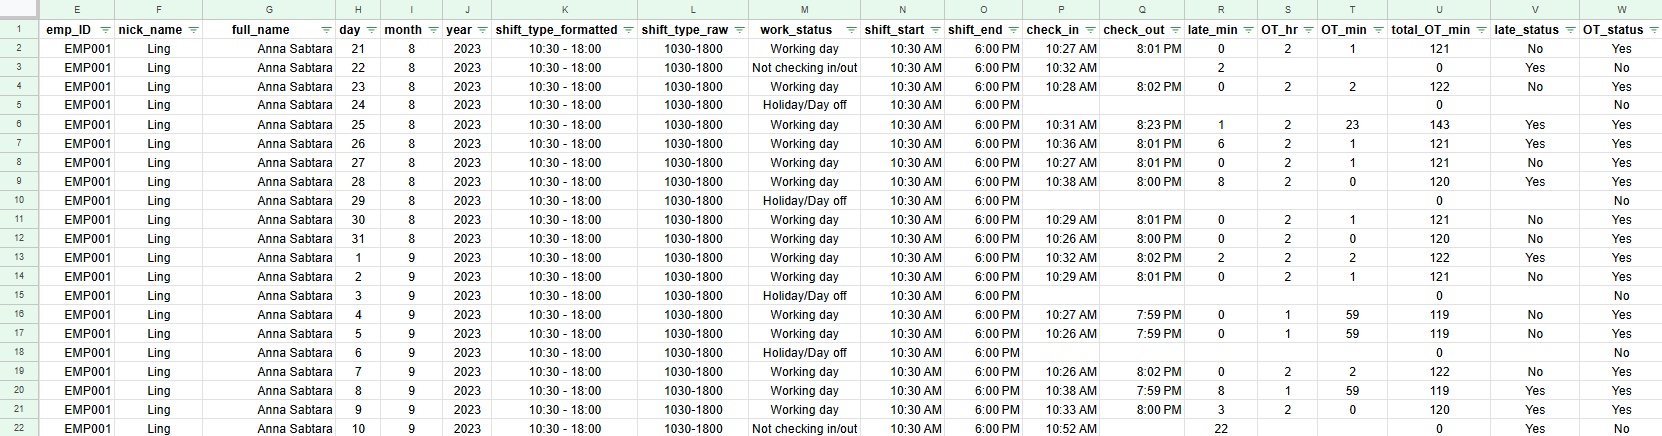 E F G H I J K L M N O P Q R S T U V W
1 emp_ID nick_name full_name day month year shift_type_formatted shift_type_raw work_status shift_start shift_end check_in check_out late_min OT_hr OT_min total_OT_min late_status OT_status
2 EMP001 Ling Anna Sabtara 21 8 2023 10:30 - 18:00 1030-1800 Working day 10:30 AM 6:00 PM 10:27 AM 8:01 PM 0 2 1 121 No Yes
3 EMP001 Ling Anna Sabtara 22 8 2023 10:30 - 18:00 1030-1800 Not checking in/out 10:30 AM 6:00 PM 10:32 AM 2 0 Yes No
4 EMP001 Ling Anna Sabtara 23 8 2023 10:30 - 18:00 1030-1800 Working day 10:30 AM 6:00 PM 10:28 AM 8:02 PM 0 2 2 122 No Yes
5 EMP001 Ling Anna Sabtara 24 8 2023 10:30 - 18:00 1030-1800 Holiday/Day off 10:30 AM 6:00 PM 0 No
6 EMP001 Ling Anna Sabtara 25 8 2023 10:30 - 18:00 1030-1800 Working day 10:30 AM 6:00 PM 10:31 AM 8:23 PM 1 2 23 143 Yes Yes
7 EMP001 Ling Anna Sabtara 26 8 2023 10:30 - 18:00 1030-1800 Working day 10:30 AM 6:00 PM 10:36 AM 8:01 PM 6 2 1 121 Yes Yes
8 EMP001 Ling Anna Sabtara 27 8 2023 10:30 - 18:00 1030-1800 Working day 10:30 AM 6:00 PM 10:27 AM 8:01 PM 0 2 1 121 No Yes
9 EMP001 Ling Anna Sabtara 28 8 2023 10:30 - 18:00 1030-1800 Working day 10:30 AM 6:00 PM 10:38 AM 8:00 PM 8 2 0 120 Yes Yes
10 EMP001 Ling Anna Sabtara 29 8 2023 10:30 - 18:00 1030-1800 Holiday/Day off 10:30 AM 6:00 PM 0 No
11 EMP001 Ling Anna Sabtara 30 8 2023 10:30 - 18:00 1030-1800 Working day 10:30 AM 6:00 PM 10:29 AM 8:01 PM 0 2 1 121 No Yes
12 EMP001 Ling Anna Sabtara 31 8 2023 10:30 - 18:00 1030-1800 Working day 10:30 AM 6:00 PM 10:26 AM 8:00 PM 0 2 0 120 No Yes
13 EMP001 Ling Anna Sabtara 1 9 2023 10:30 - 18:00 1030-1800 Working day 10:30 AM 6:00 PM 10:32 AM 8:02 PM 2 2 2 122 Yes Yes
14 EMP001 Ling Anna Sabtara 2 9 2023 10:30 - 18:00 1030-1800 Working day 10:30 AM 6:00 PM 10:29 AM 8:01 PM 0 2 1 121 No Yes
15 EMP001 Ling Anna Sabtara 3 9 2023 10:30 - 18:00 1030-1800 Holiday/Day off 10:30 AM 6:00 PM 0 No
16 EMP001 Ling Anna Sabtara 4 9 2023 10:30 - 18:00 1030-1800 Working day 10:30 AM 6:00 PM 10:27 AM 7:59 PM 0 1 59 119 No Yes
17 EMP001 Ling Anna Sabtara 5 9 2023 10:30 - 18:00 1030-1800 Working day 10:30 AM 6:00 PM 10:26 AM 7:59 PM 0 1 59 119 No Yes
18 EMP001 Ling Anna Sabtara 6 9 2023 10:30 - 18:00 1030-1800 Holiday/Day off 10:30 AM 6:00 PM 0 No
19 EMP001 Ling Anna Sabtara 7 9 2023 10:30 - 18:00 1030-1800 Working day 10:30 AM 6:00 PM 10:26 AM 8:02 PM 0 2 2 122 No Yes
20 EMP001 Ling Anna Sabtara 8 9 2023 10:30 - 18:00 1030-1800 Working day 10:30 AM 6:00 PM 10:38 AM 7:59 PM 8 1 59 119 Yes Yes
21 EMP001 Ling Anna Sabtara 9 9 2023 10:30 - 18:00 1030-1800 Working day 10:30 AM 6:00 PM 10:33 AM 8:00 PM 3 2 0 120 Yes Yes
22 EMP001 Ling Anna Sabtara 10 9 2023 10:30 - 18:00 1030-1800 Not checking in/out 10:30 AM 6:00 PM 10:52 AM 22 0 Yes No